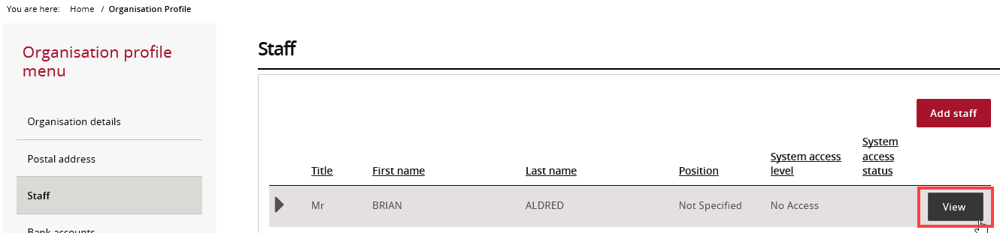 You are here: Home / Organisation Profile
Organisation profile
menu
Organisation details
Postal address
Staff
Bank accounts
Staff
Add staff
Title First name Last name Position System access level System access status
Mr BRIAN ALDRED Not Specified No Access View